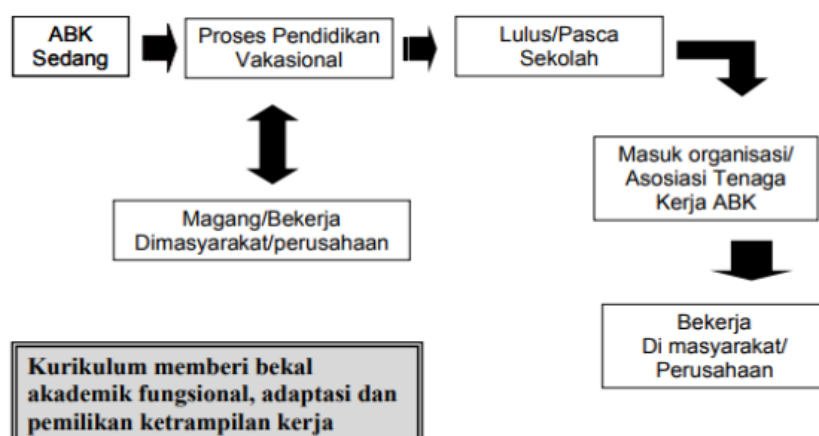 ABK
Sedang
Proses Pendidikan
Vakasional
Lulus/Pasca
Sekolah
Masuk organisasi/
Asosiasi Tenaga
Kerja ABK
Magang/Bekerja
Dimasyarakat/perusahaan
Bekerja
Di masyarakat/
Perusahaan
Kurikulum memberi bekal
akademik fungsional, adaptasi dan
pemilikan ketrampilan kerja